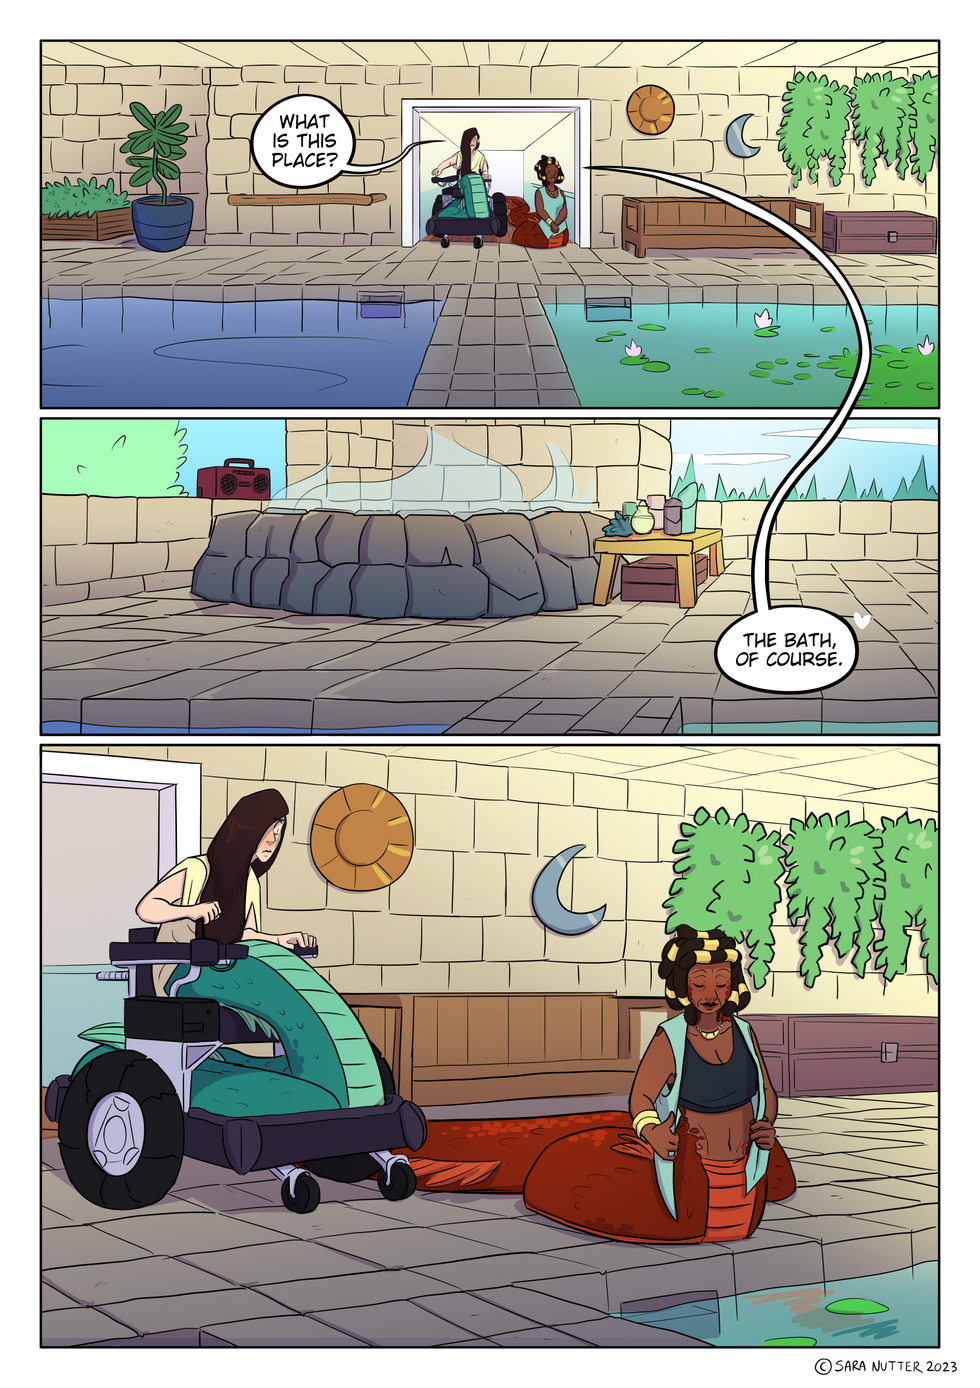 WHAT
IS THIS
PLACE?
THE BATH,
OF COURSE.
© SARA NUTTER 2023